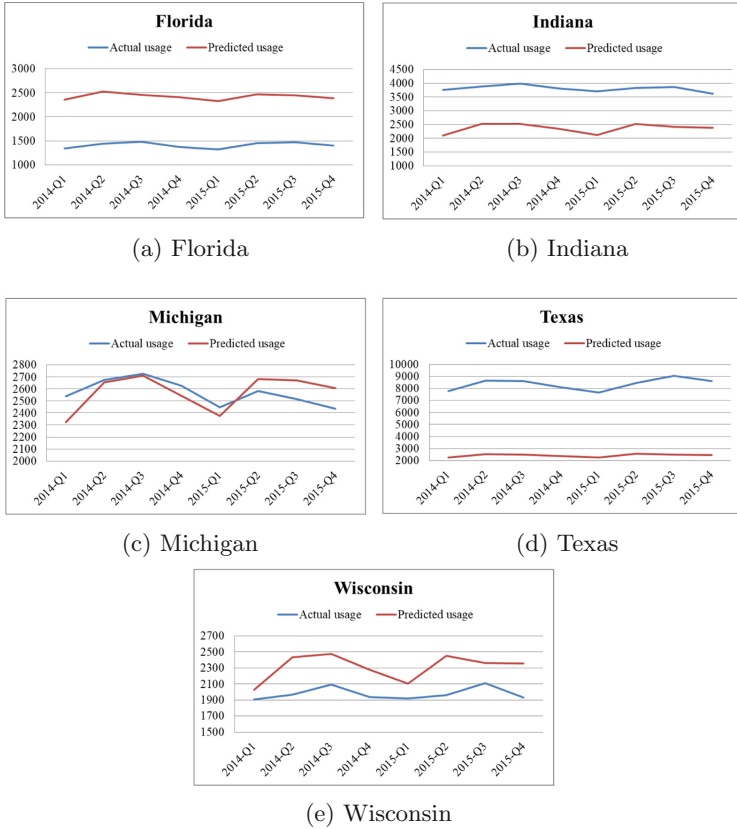 Florida
Actual usage Predicted usage
3000
2500
2000
1500
1000
2014-Q1 2014-Q2 2014-Q3 2014-Q4 2015-Q1 2015-Q2 2015-Q3 2015-Q4
(a) Florida
Indiana
Actual usage Predicted usage
4500
4000
3500
3000
2500
2000
1500
1000
2014-Q1 2014-Q2 2014-Q3 2014-Q4 2015-Q1 2015-Q2 2015-Q3 2015-Q4
(b) Indiana
Michigan
Actual usage Predicted usage
2800
2700
2600
2500
2400
2300
2200
2100
2000
2014-Q1 2014-Q2 2014-Q3 2014-Q4 2015-Q1 2015-Q2 2015-Q3 2015-Q4
(c) Michigan
Texas
Actual usage Predicted usage
10000
9000
8000
7000
6000
5000
4000
3000
2000
2014-Q1 2014-Q2 2014-Q3 2014-Q4 2015-Q1 2015-Q2 2015-Q3 2015-Q4
(d) Texas
Wisconsin
Actual usage Predicted usage
2700
2500
2300
2100
1900
1700
1500
2014-Q1 2014-Q2 2014-Q3 2014-Q4 2015-Q1 2015-Q2 2015-Q3 2015-Q4
(e) Wisconsin